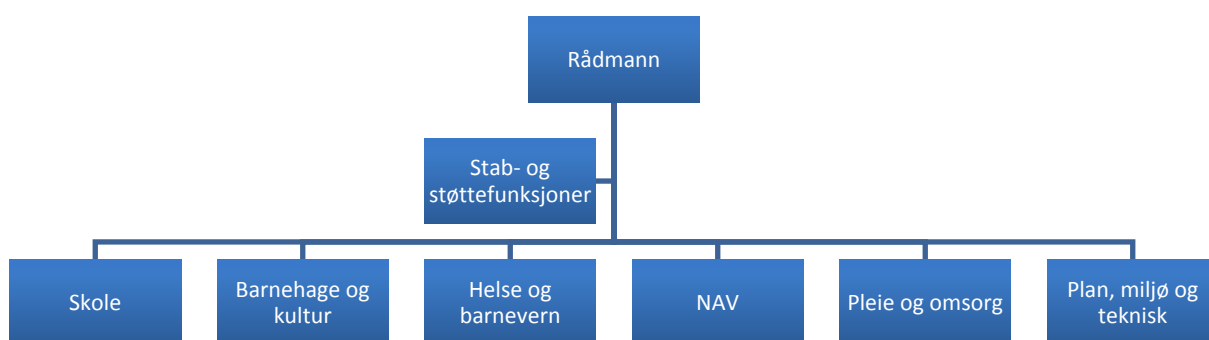 Rådmann
Stab- og
støttefunksjoner
Skole
Barnehage og
kultur
Helse og
barnevern
NAV
Pleie og omsorg
Plan, miljø og
teknisk